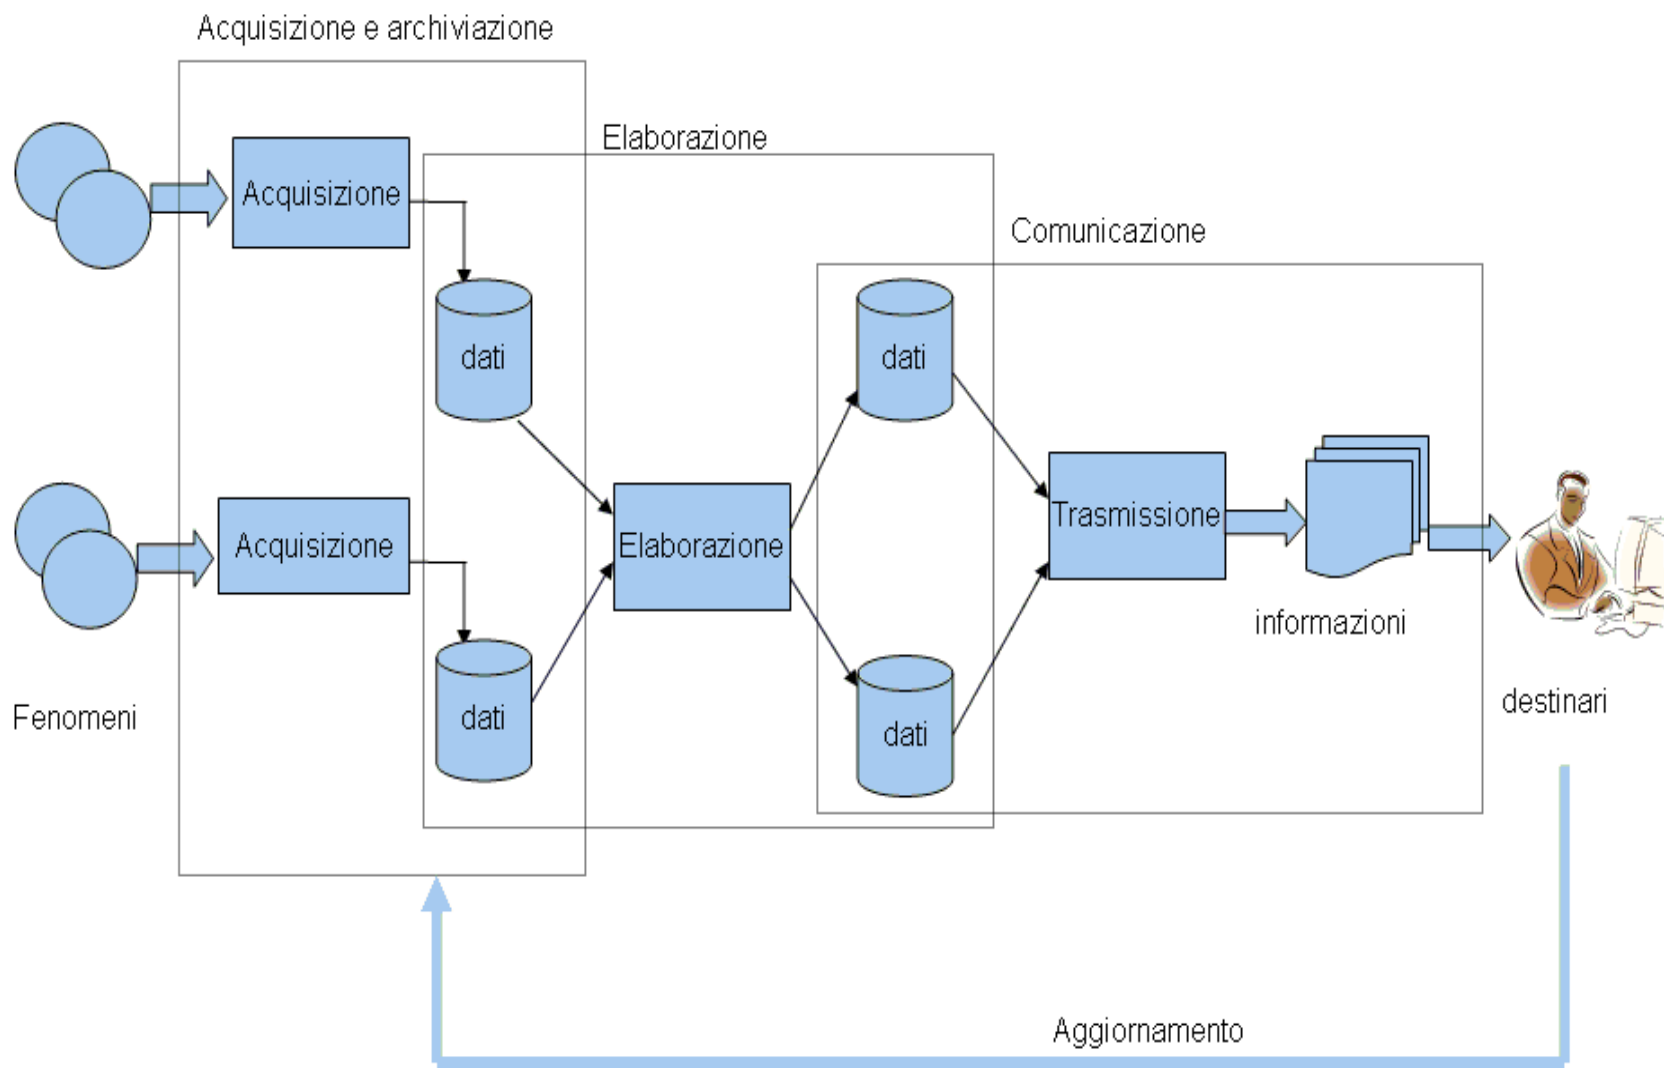 Acquisizione e archiviazione
Elaborazione
Acquisizione
Comunicazione
dati
dati
Acquisizione
Elaborazione
Trasmissione
informazioni
dati
dati
Fenomeni
destinari
Aggiornamento